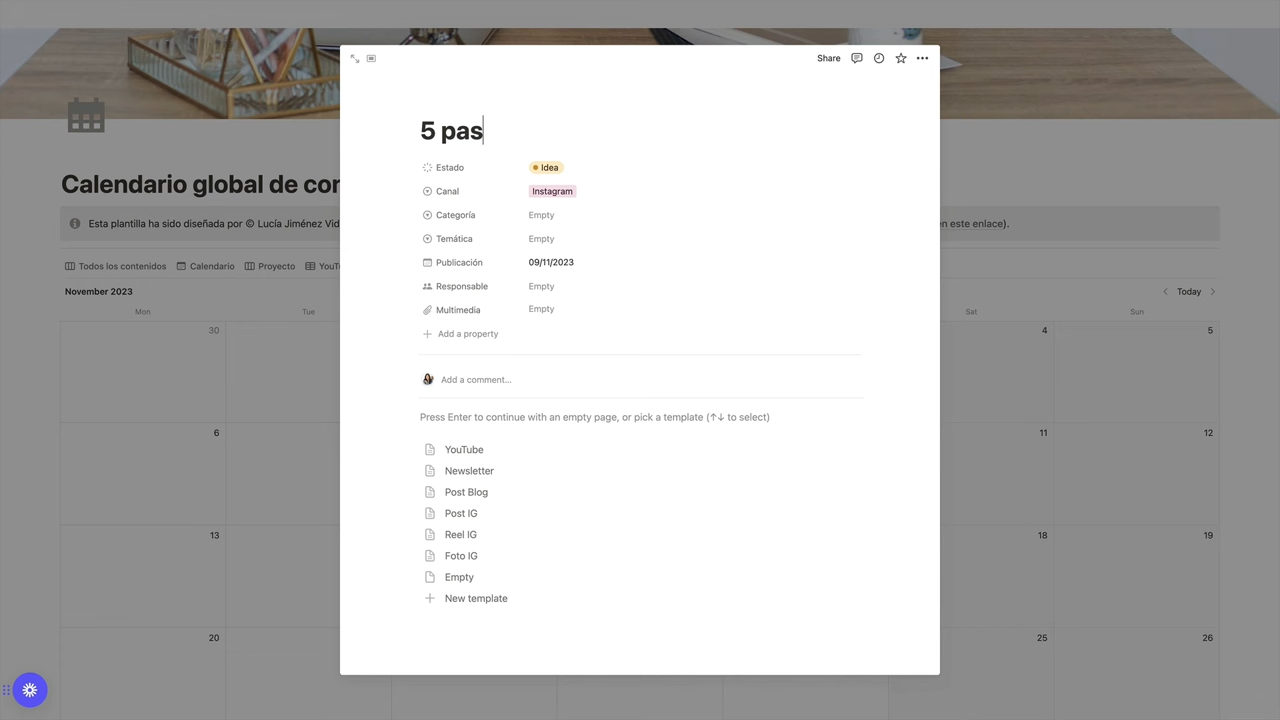 Share
5 pas
Estado Idea
Canal Instagram
Categoría Empty
Temática Empty
Publicación 09/11/2023
Responsable Empty
Multimedia Empty
Add a property
Add a comment...
Press Enter to continue with an empty page, or pick a template (↑↓ to select)
YouTube
Newsletter
Post Blog
Post IG
Reel IG
Foto IG
Empty
New template
Calendario global de con
Esta plantilla ha sido diseñada por © Lucía Jiménez Vid
en este enlace).
Todos los contenidos Calendario Proyecto YouT
November 2023 Today
Mon Tue Sat Sun
30 4 5
6 11 12
13 18 19
20 25 26